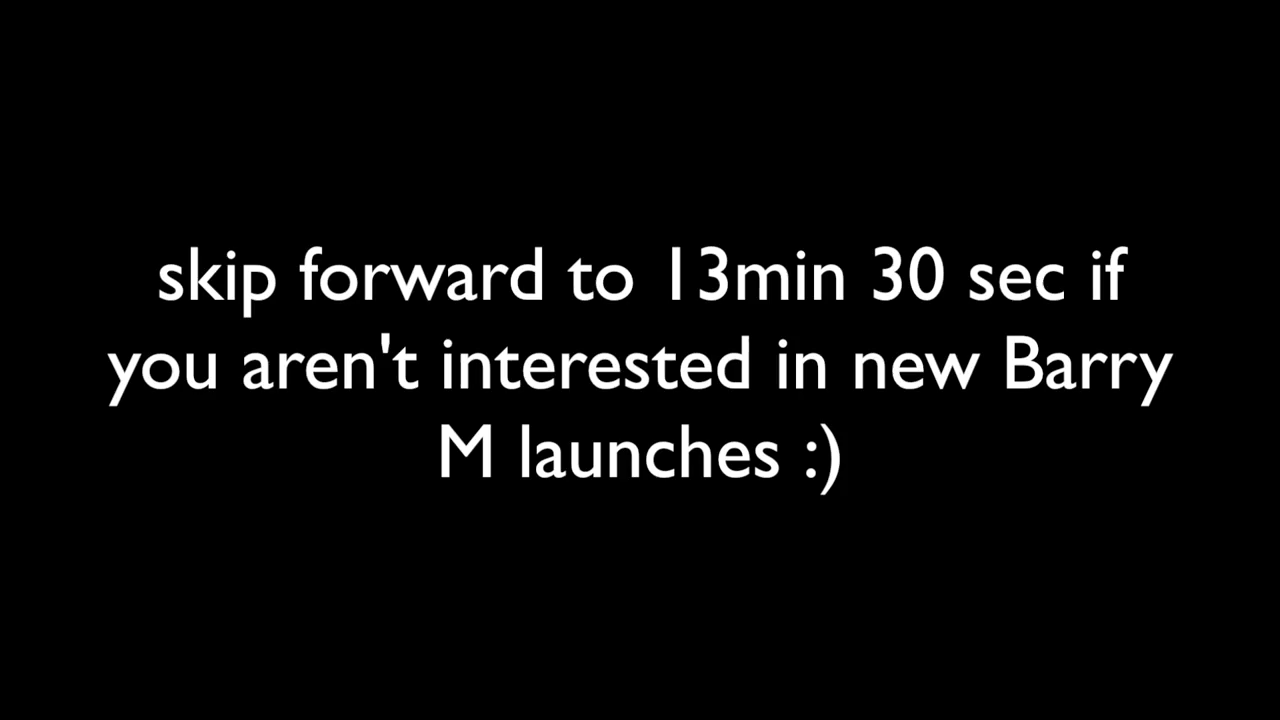 skip forward to 13min 30 sec if
you aren't interested in new Barry
M launches :)